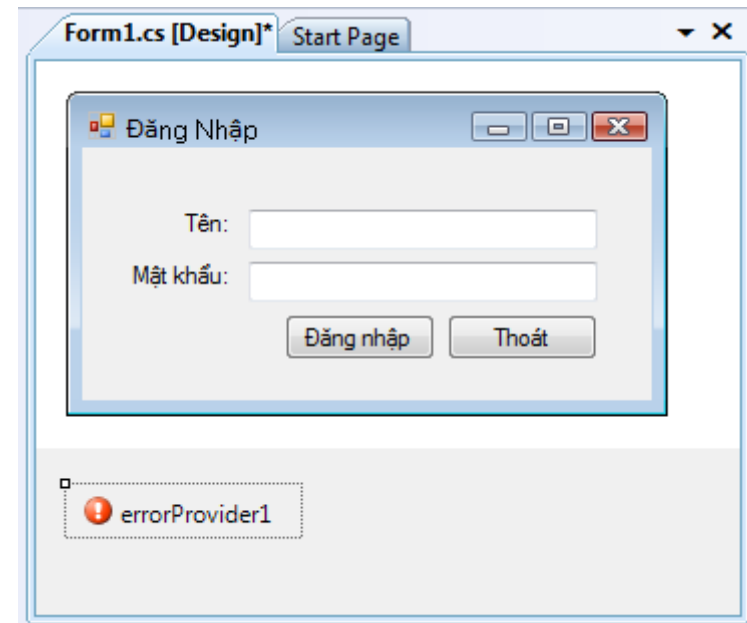 Form1.cs [Design]* Start Page
Đăng Nhập
Tên:
Mật khẩu:
Đăng nhập Thoát
errorProvider1